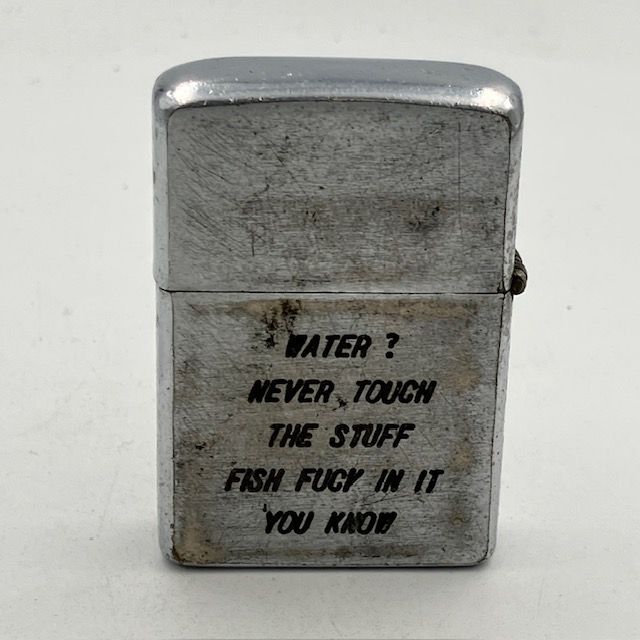 WATER ?
NEVER TOUCH
THE STUFF
FISH FUCK IN IT
YOU KNOW